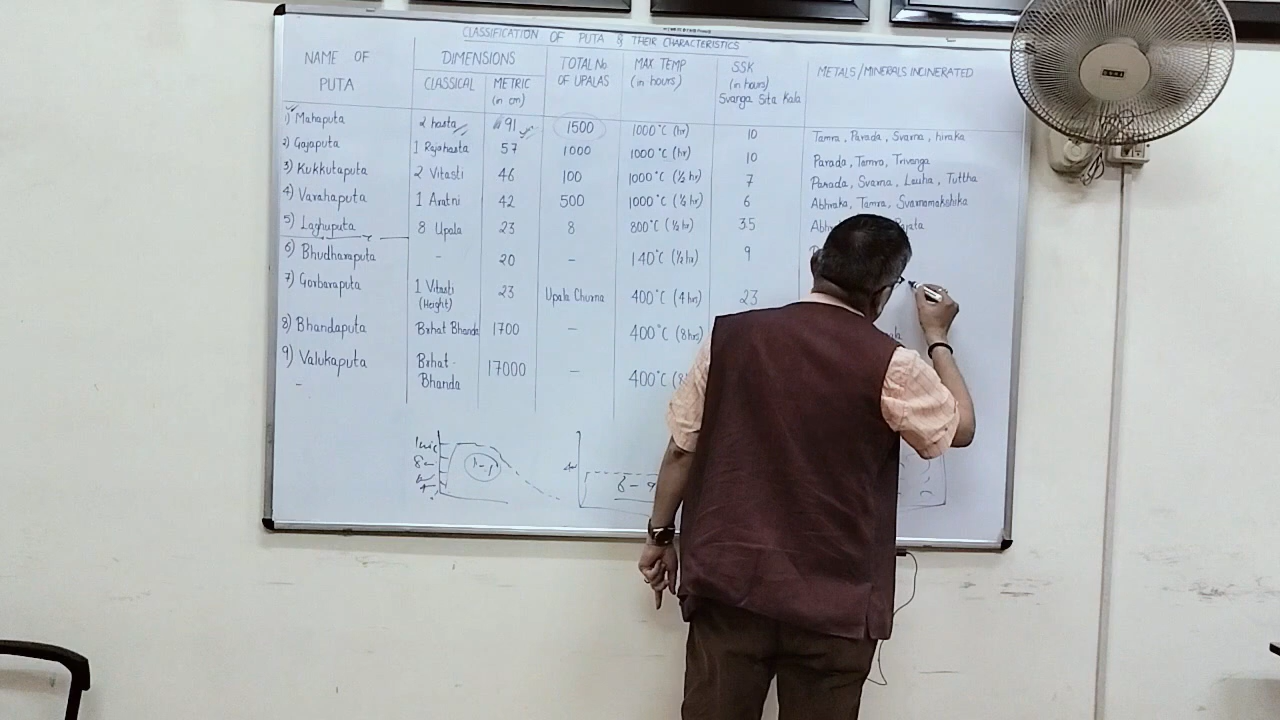 CLASSIFICATION OF PUTA & THEIR CHARACTERISTICS
NAME OF PUTA
DIMENSIONS
CLASSICAL
METRIC (in cm)
TOTAL No OF UPALAS
MAX TEMP (in hours)
SSK (in hours) Svarga Sita Kala
METALS/MINERALS INCINERATED
1) Mahaputa 2 hasta 91 1500 1000°C (hr) 10 Tamra, Parada, Svarna, hiraka
2) Gajaputa 1 Rajahasta 57 1000 1000°C (hr) 10 Parada, Tamra, Trivanga
3) Kukkutaputa 2 Vitasti 46 100 1000°C (½ hr) 7 Parada, Svarna, Lauha, Tuttha
4) Varahaputa 1 Aratni 42 500 1000°C (¼ hr) 6 Abhraka, Tamra, Svarnamakshika
5) Laghuputa 8 Upala 23 8 800°C (½ hr) 35 Rajata
6) Bhudharaputa - 20 - 140°C (½ hr) 9
7) Gorbaraputa 1 Vitasti (Height) 23 Upala Churna 400°C (4 hrs) 23
8) Bhandaputa Brhat Bhanda 1700 - 400°C (8 hrs)
9) Valukaputa Brhat- Bhanda 17000 - 400°C
-